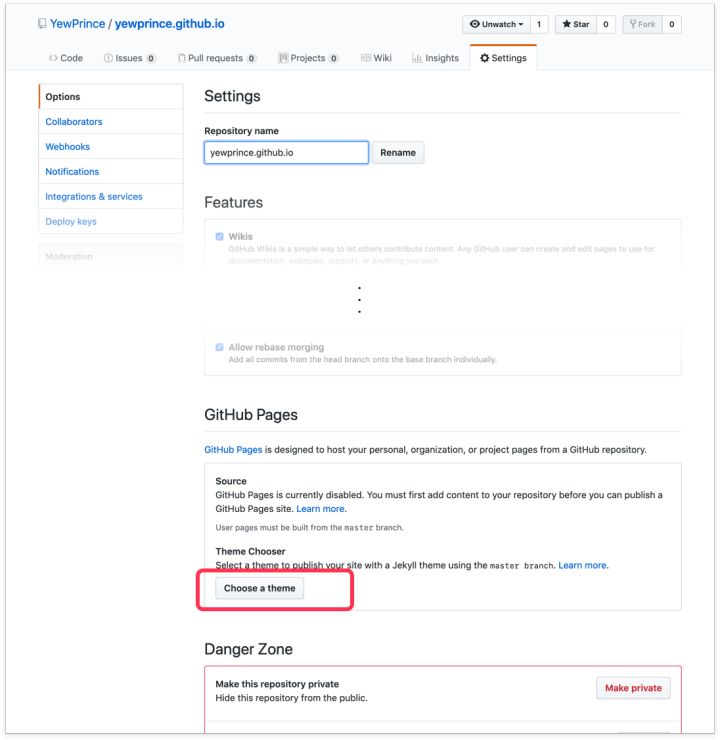 YewPrince / yewprince.github.io
Unwatch 1 Star 0 Fork 0
Code Issues 0 Pull requests 0 Projects 0 Wiki Insights Settings
Options
Collaborators
Webhooks
Notifications
Integrations & services
Deploy keys
Moderation
Settings
Repository name
yewprince.github.io Rename
Features
Wikis
GitHub Wikis is a simple way to let others contribute content. Any GitHub user can create and edit pages to use for
documentation, examples, support, or anything you wish
Allow rebase merging
Add all commits from the head branch onto the base branch individually.
GitHub Pages
GitHub Pages is designed to host your personal, organization, or project pages from a GitHub repository.
Source
GitHub Pages is currently disabled. You must first add content to your repository before you can publish a
GitHub Pages site. Learn more.
User pages must be built from the master branch.
Theme Chooser
Select a theme to publish your site with a Jekyll theme using the master branch. Learn more.
Choose a theme
Danger Zone
Make this repository private
Hide this repository from the public.
Make private